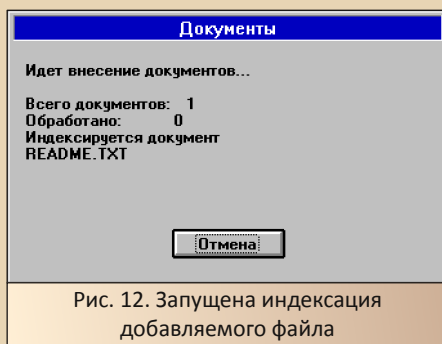 Документы
Идет внесение документов...
Всего документов: 1
Обработано: 0
Индексируется документ
README.TXT
Отмена
Рис. 12. Запущена индексация
добавляемого файла